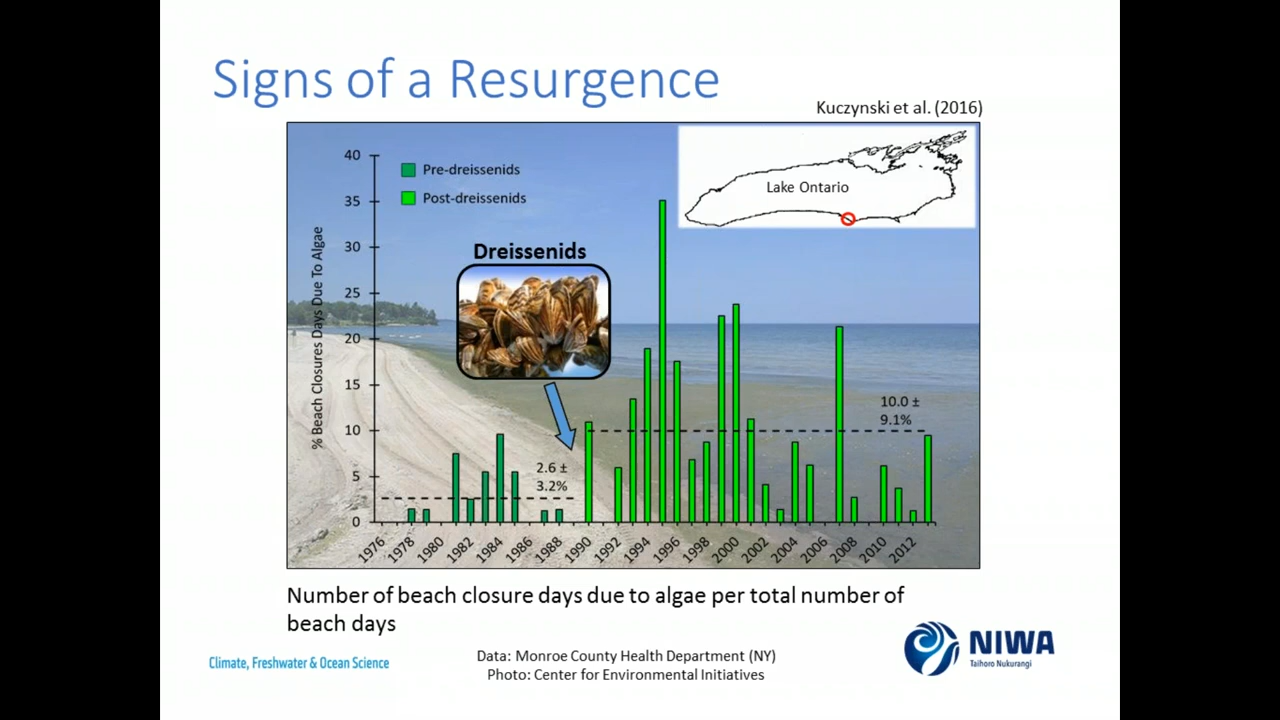 Signs of a Resurgence
Kuczynski et al. (2016)
40
35
30
25
20
15
10
5
0
% Beach Closures Days Due To Algae
Pre-dreissenids
Post-dreissenids
Lake Ontario
Dreissenids
2.6 ±
3.2%
10.0 ±
9.1%
1976
1978
1980
1982
1984
1986
1988
1990
1992
1994
1996
1998
2000
2002
2004
2006
2008
2010
2012
Number of beach closure days due to algae per total number of
beach days
Climate, Freshwater & Ocean Science
Data: Monroe County Health Department (NY)
Photo: Center for Environmental Initiatives
NIWA
Taihoro Nukurangi